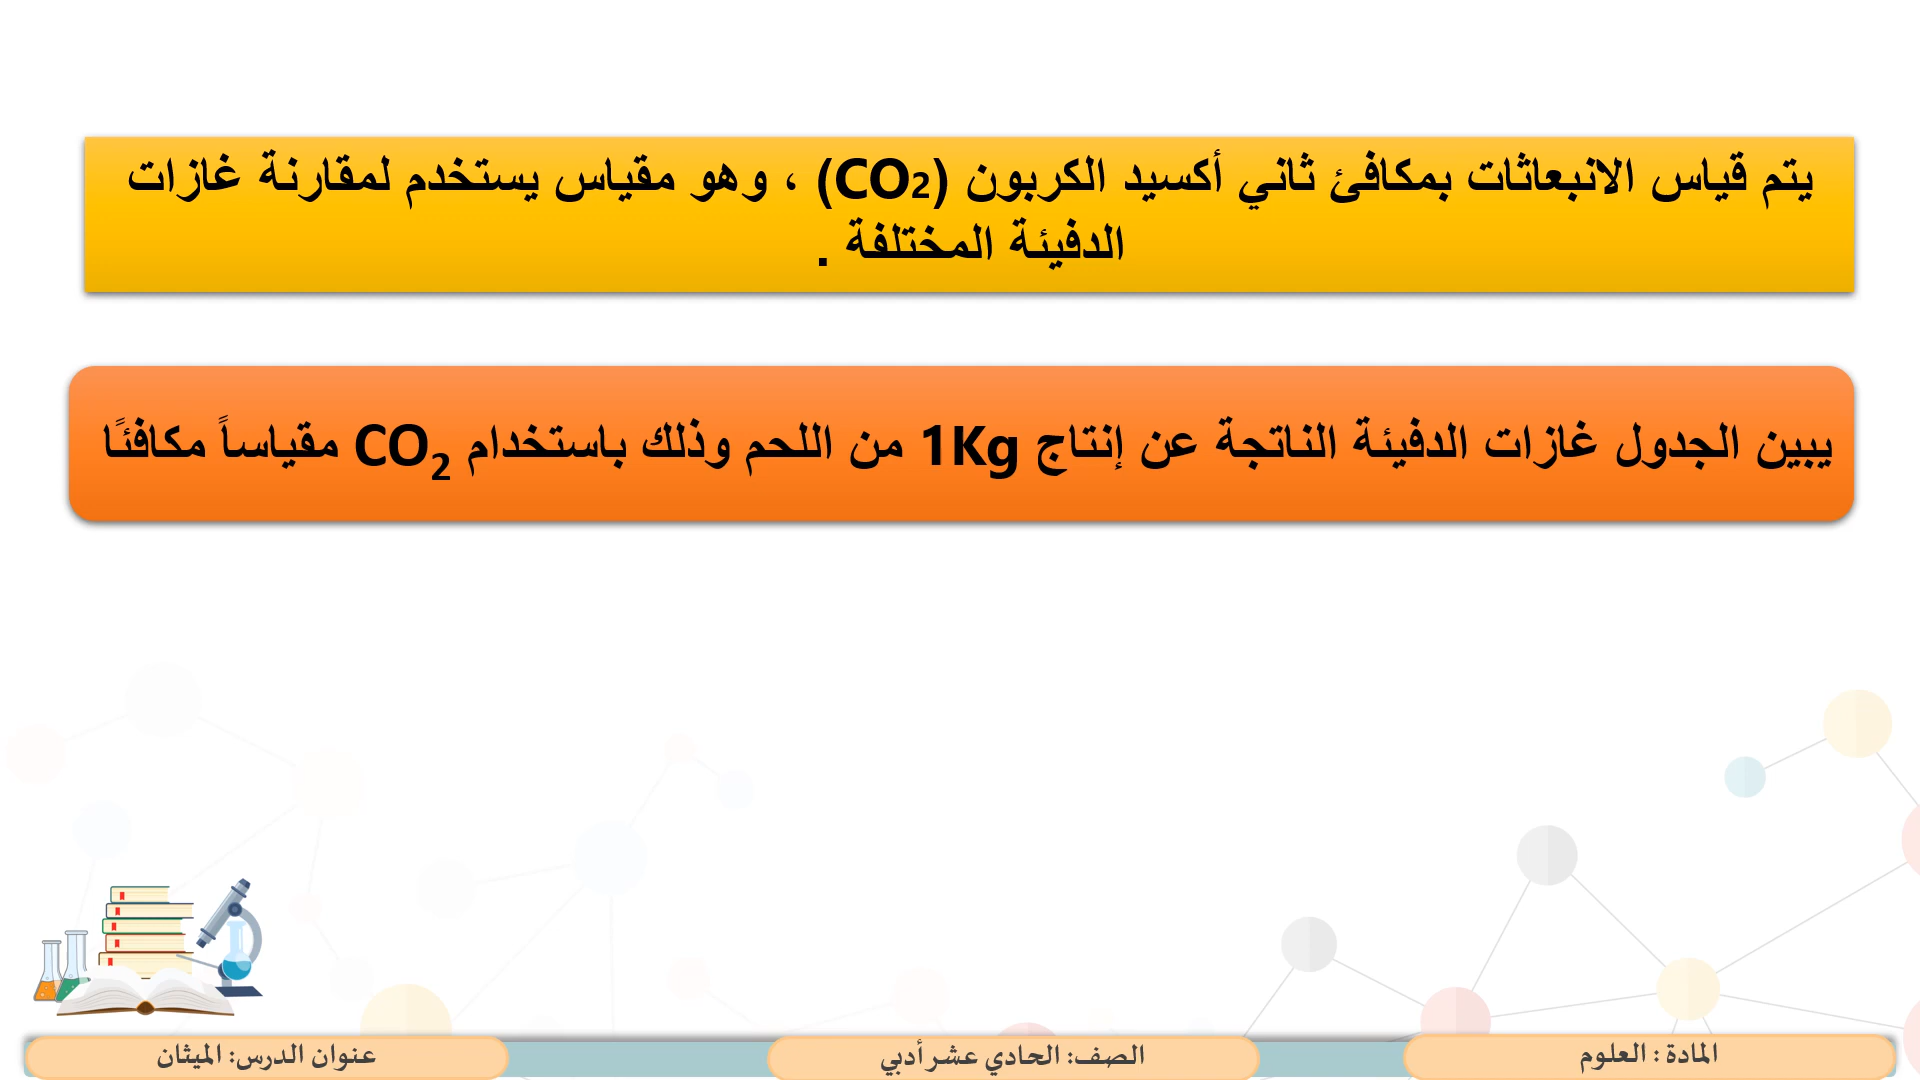 يتم قياس الانبعاثات بمكافئ ثاني أكسيد الكربون (CO2) ، وهو مقياس يستخدم لمقارنة غازات
الدفيئة المختلفة .
يبين الجدول غازات الدفيئة الناتجة عن إنتاج 1Kg من اللحم وذلك باستخدام CO₂ مقياساً مكافئًا
المادة : العلوم
الصف: الحادي عشر أدبي
عنوان الدرس: الميثان